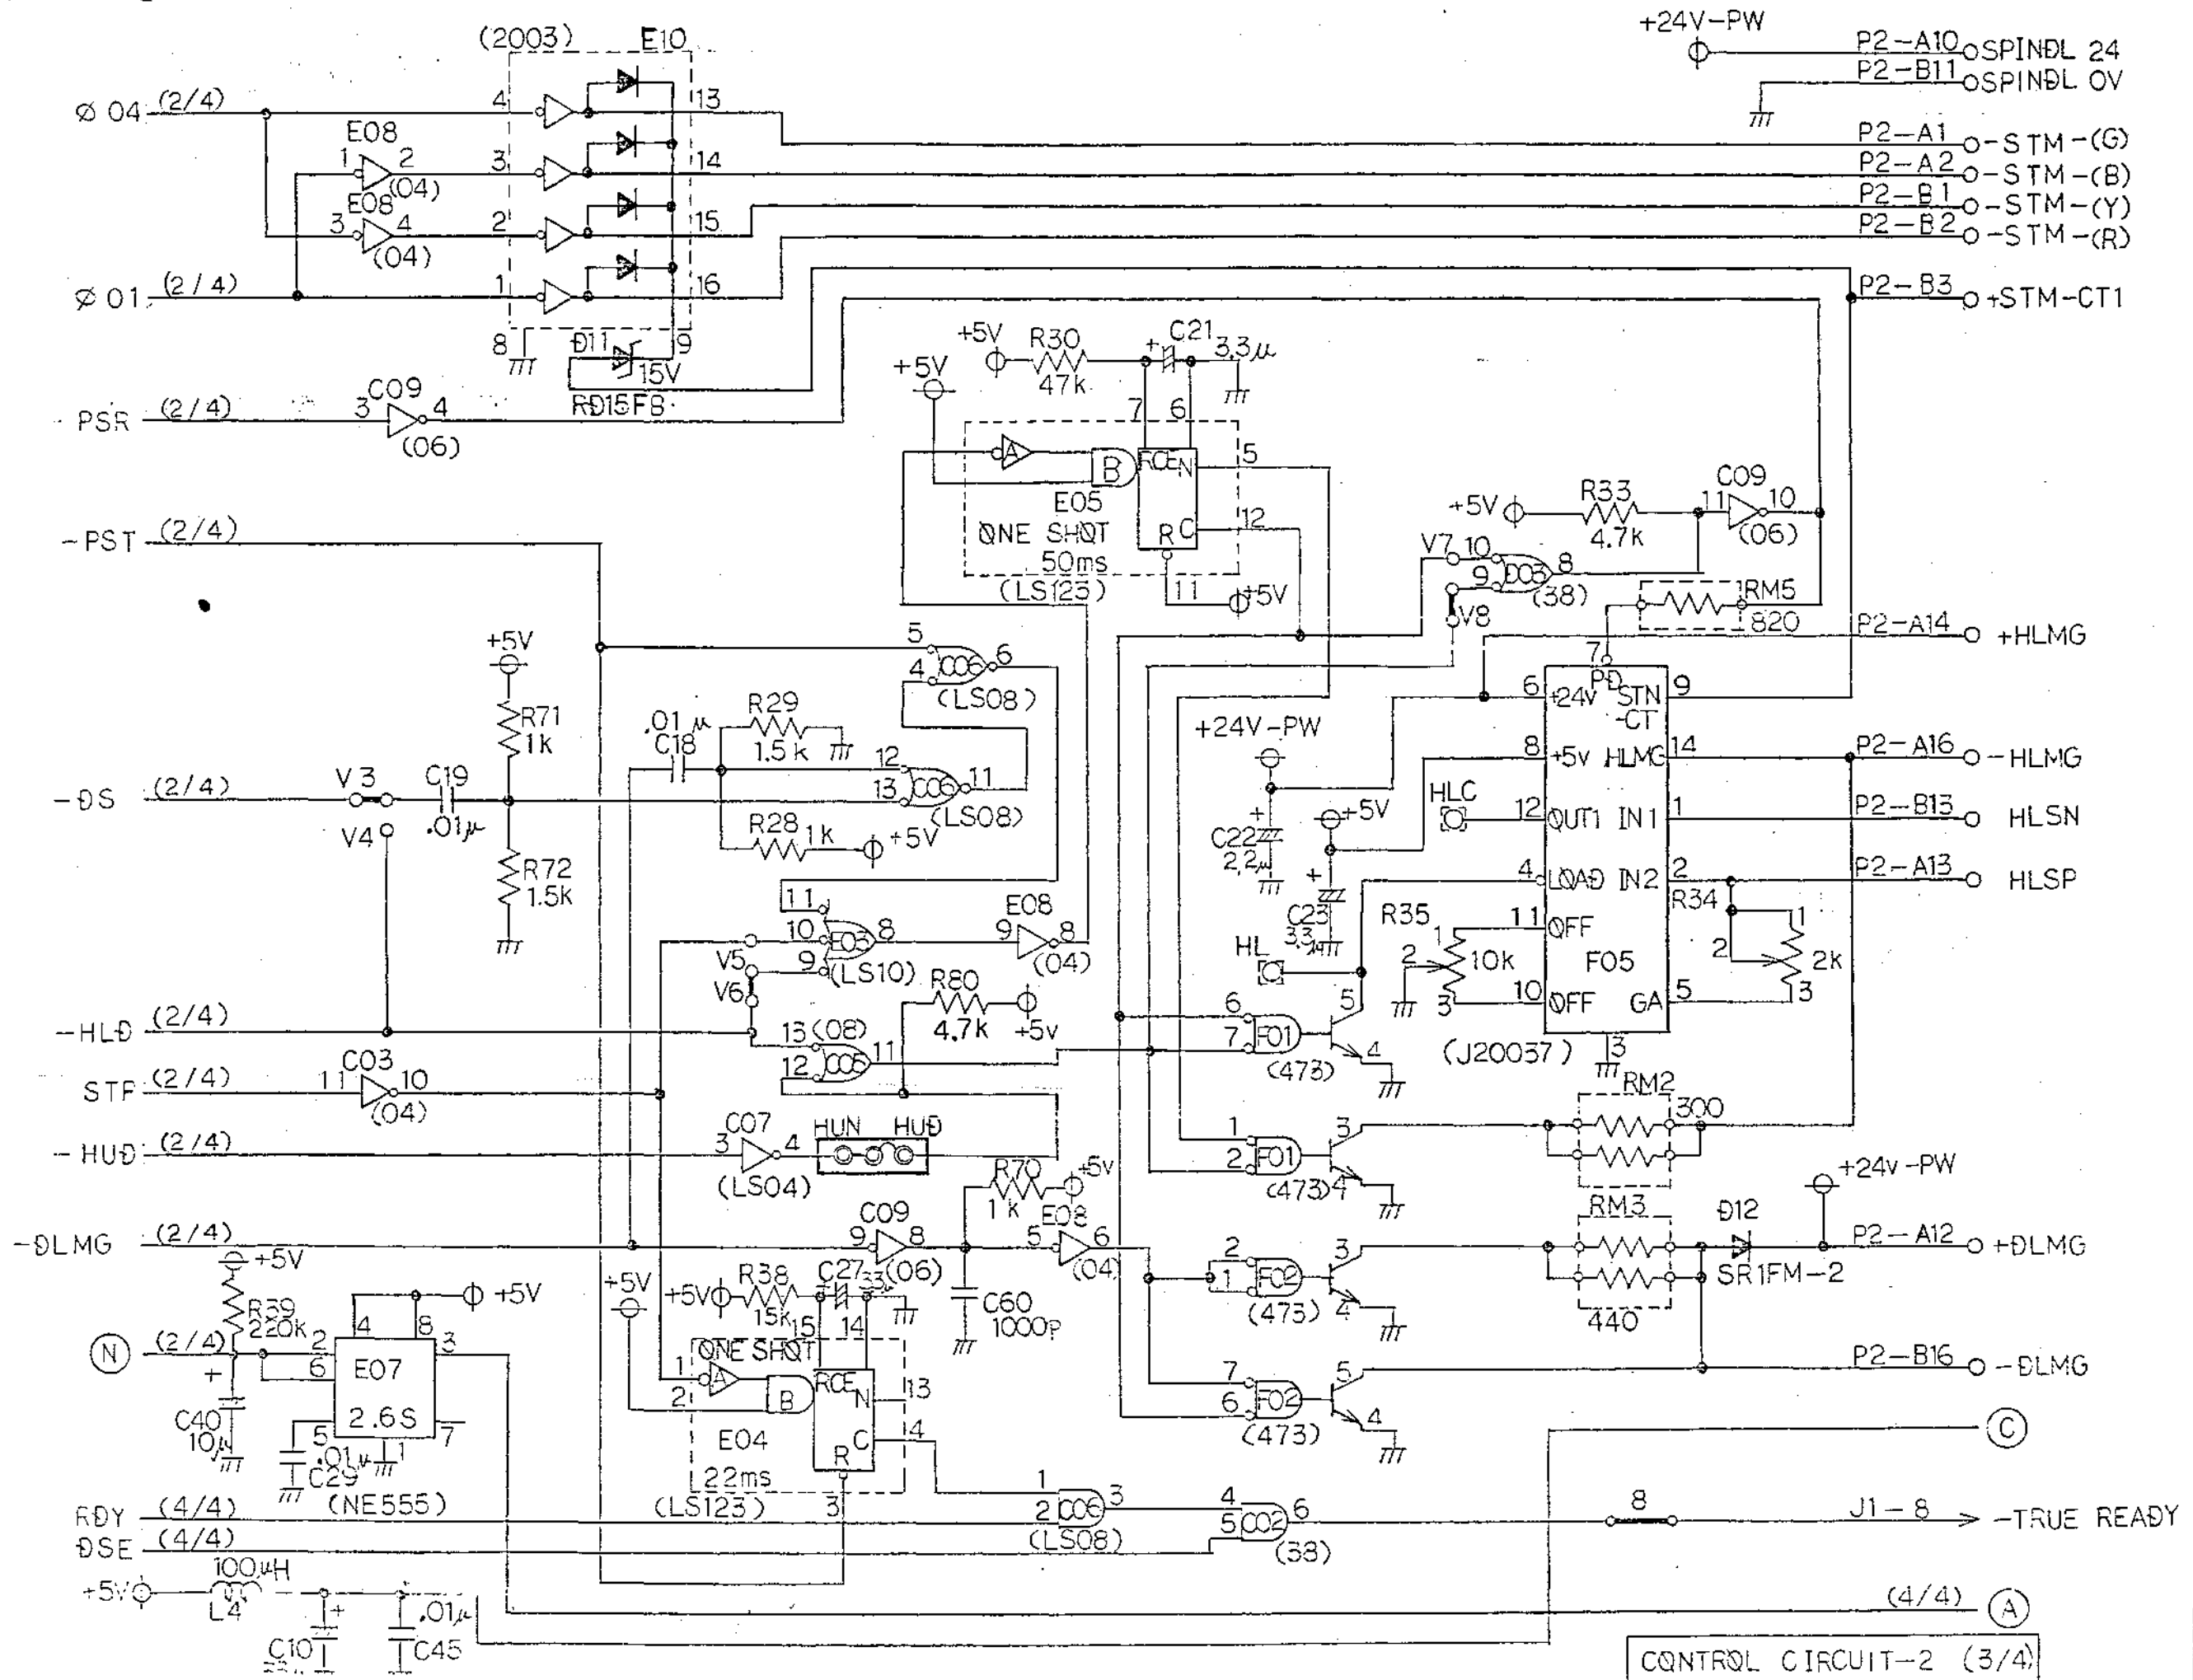 +24V-PW
P2-A10 SPINDL 24
P2-B11 SPINDL 0V
(2003) E10
Ø 04 (2/4) 4 13
P2-A1 -STM-(G)
E08
1 2 3 14
(04)
P2-A2 -STM-(B)
E08
3 4 2 15
(04)
P2-B1 -STM-(Y)
P2-B2 -STM-(R)
Ø 01 (2/4) 1 16
P2-B3 +STM-CT1
8 D11 9
15V
RD15FB
-PSR (2/4) 3 C09 4
(06)
+5V R30 C21
47k 3.3μ
+5V
7 6
A B RCE N 5
E05
ONE SHOT
50ms
R C 12
(LS123) 11 +5V
-PST (2/4)
+5V R33 C09
4.7k 11 10
(06)
V7 10
9 D03 8
(38)
V8
RM5
820
P2-A14 +HLMG
5
4 C06 6
(LS08)
+5V
R71
1k
.01μ
C18
R29
1.5k
12
13 C06 11
(LS08)
R28 1k +5V
-DS (2/4) V3 C19
.01μ
V4
R72
1.5k
+24V-PW
C22
2.2μ
+5V
C23
3.3μ
HLC
HL
7
PD
6 +24V STN 9
-CT
8 +5V HLMG 14
P2-A16 -HLMG
12 OUT1 IN1 1
P2-B13 HLSN
4 LOAD IN2 2
P2-A13 HLSP
R34
1
2 2k
3
R35
1
2 10k
3
11 OFF
F05
10 OFF GA 5
(J20037) 3
11
10 E03 8
9
(LS10)
V5
V6
E08
9 8
(04)
R80
4.7k +5V
-HLD (2/4)
13 (08)
12 C05 11
6
7 F01 5
4
(473)
STP (2/4) 11 C03 10
(04)
RM2
300
-HUD (2/4) 3 C07 4
(LS04)
HUN HUD
1
2 F01 3
4
(473)
R70 +5V
1k
+24V-PW
RM3 D12
-DLMG (2/4) 9 C09 8
(06)
5 E08 6
(04)
2
1 F02 3
4
(473)
SR1FM-2
440
P2-A12 +DLMG
C60
1000P
+5V
R39
220k
+5V
4 8
N (2/4) 2 3
6
E07
2.6S
5 1 7
C40
10μ
.01μ
C29
(NE555)
+5V
+5V R38 C27
15k 33μ
15 14
ONE SHOT
1 A B RCE N 13
2
E04
22ms
R C 4
(LS123) 3
7
6 F02 5
4
(473)
P2-B16 -DLMG
C
RDY (4/4)
DSE (4/4)
1
2 C06 3
(LS08)
4
5 C02 6
(38)
8 J1-8 -TRUE READY
+5V 100μH
L4
C10
.01μ
C45
(4/4) A
CONTROL CIRCUIT-2 (3/4)